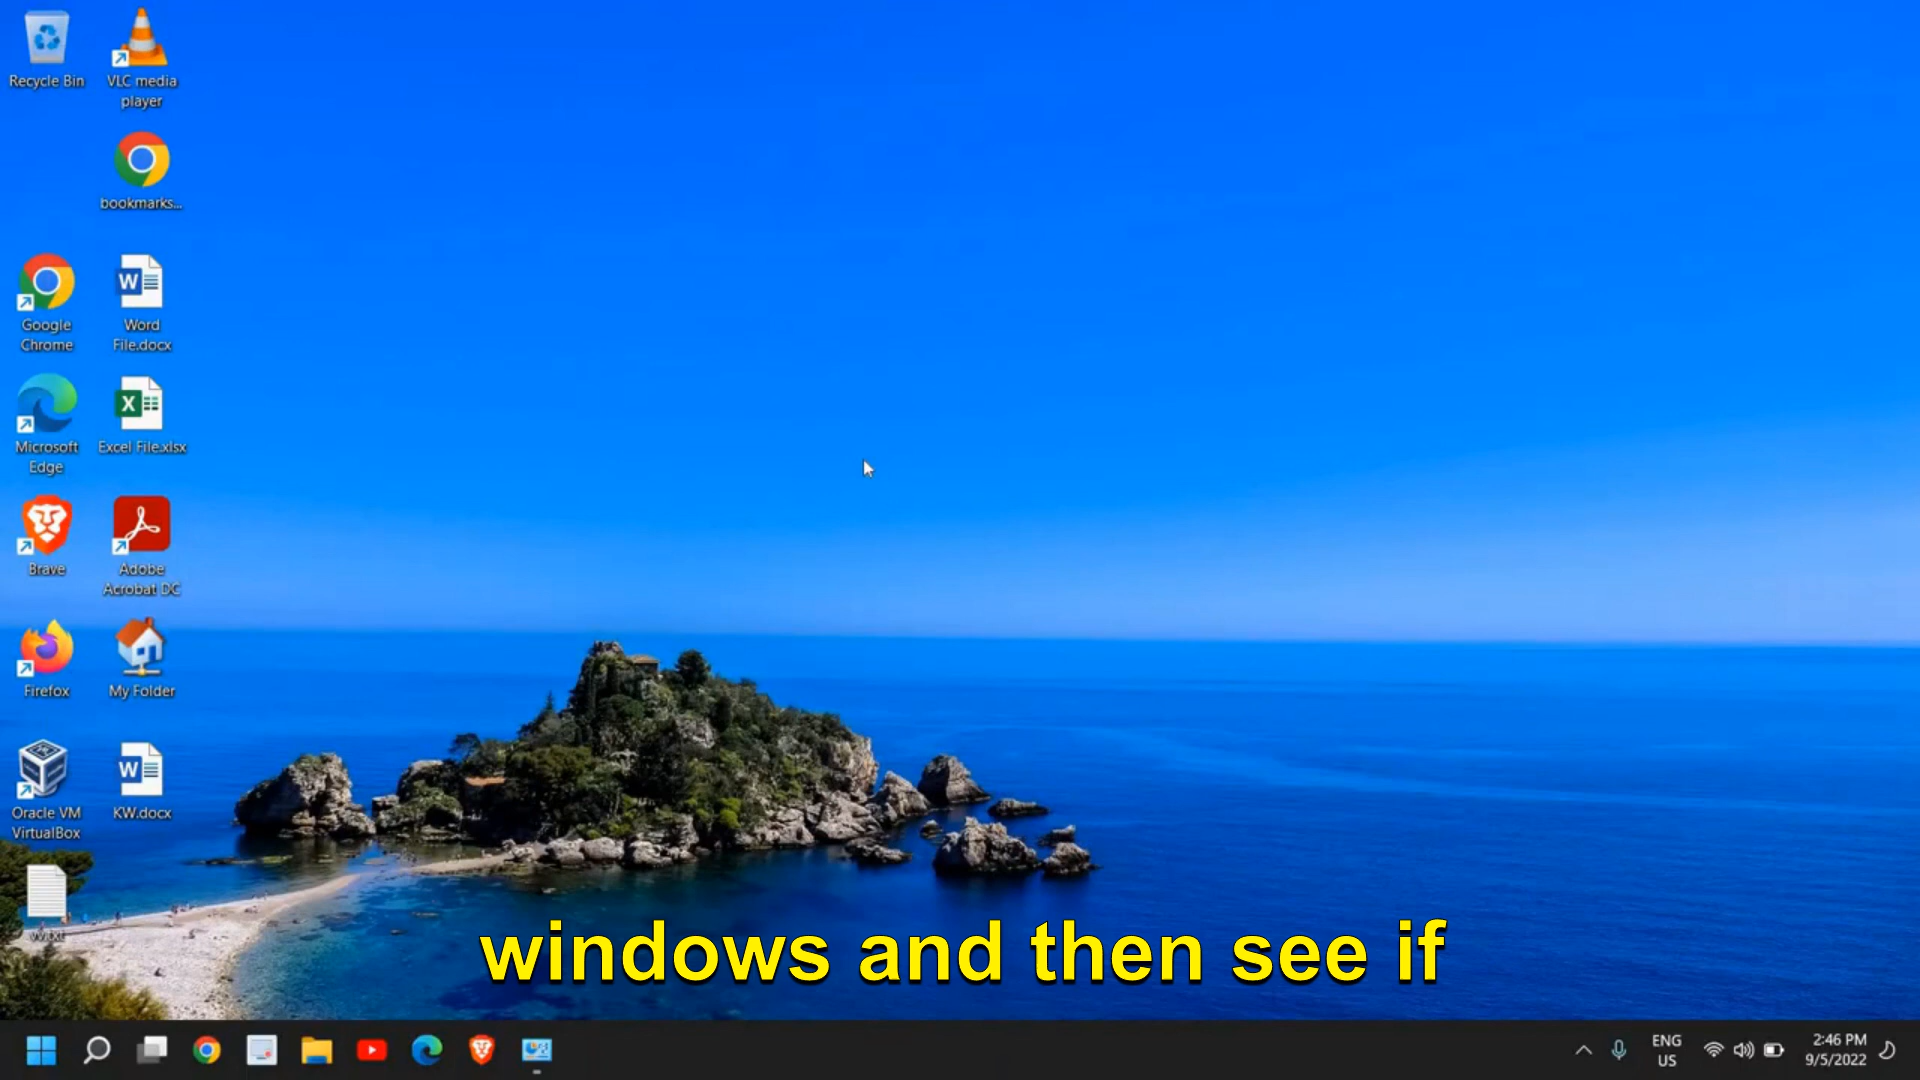 Recycle Bin
VLC media
player
bookmarks...
Google
Chrome
Word
File.docx
Microsoft
Edge
Excel File.xlsx
Brave
Adobe
Acrobat DC
Firefox
My Folder
Oracle VM
VirtualBox
KW.docx
windows and then see if
ENG
US
2:46 PM
9/5/2022